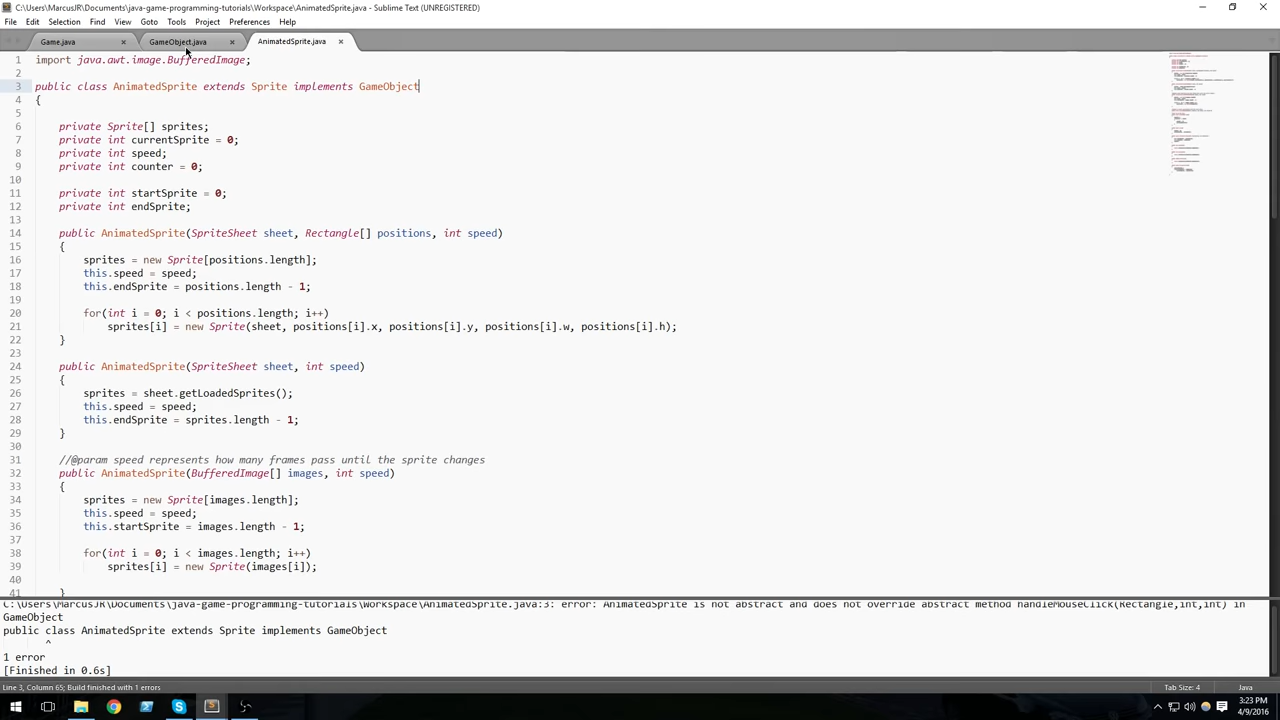 C:\Users\MarcusJR\Documents\java-game-programming-tutorials\Workspace\AnimatedSprite.java - Sublime Text (UNREGISTERED)
File Edit Selection Find View Goto Tools Project Preferences Help
Game.java GameObject.java AnimatedSprite.java
1 import java.awt.image.BufferedImage;
2
3 public class AnimatedSprite extends Sprite implements GameObject
4 {
5
6 private Sprite[] sprites;
7 private int currentSprite = 0;
8 private int speed;
9 private int counter = 0;
10
11 private int startSprite = 0;
12 private int endSprite;
13
14 public AnimatedSprite(SpriteSheet sheet, Rectangle[] positions, int speed)
15 {
16 sprites = new Sprite[positions.length];
17 this.speed = speed;
18 this.endSprite = positions.length - 1;
19
20 for(int i = 0; i < positions.length; i++)
21 sprites[i] = new Sprite(sheet, positions[i].x, positions[i].y, positions[i].w, positions[i].h);
22 }
23
24 public AnimatedSprite(SpriteSheet sheet, int speed)
25 {
26 sprites = sheet.getLoadedSprites();
27 this.speed = speed;
28 this.endSprite = sprites.length - 1;
29 }
30
31 //@param speed represents how many frames pass until the sprite changes
32 public AnimatedSprite(BufferedImage[] images, int speed)
33 {
34 sprites = new Sprite[images.length];
35 this.speed = speed;
36 this.startSprite = images.length - 1;
37
38 for(int i = 0; i < images.length; i++)
39 sprites[i] = new Sprite(images[i]);
40
41 }
C:\Users\MarcusJR\Documents\java-game-programming-tutorials\Workspace\AnimatedSprite.java:3: error: AnimatedSprite is not abstract and does not override abstract method handleMouseClick(Rectangle,int,int) in
GameObject
public class AnimatedSprite extends Sprite implements GameObject
^
1 error
[Finished in 0.6s]
Line 3, Column 65; Build finished with 1 errors Tab Size: 4 Java
3:23 PM
4/9/2016